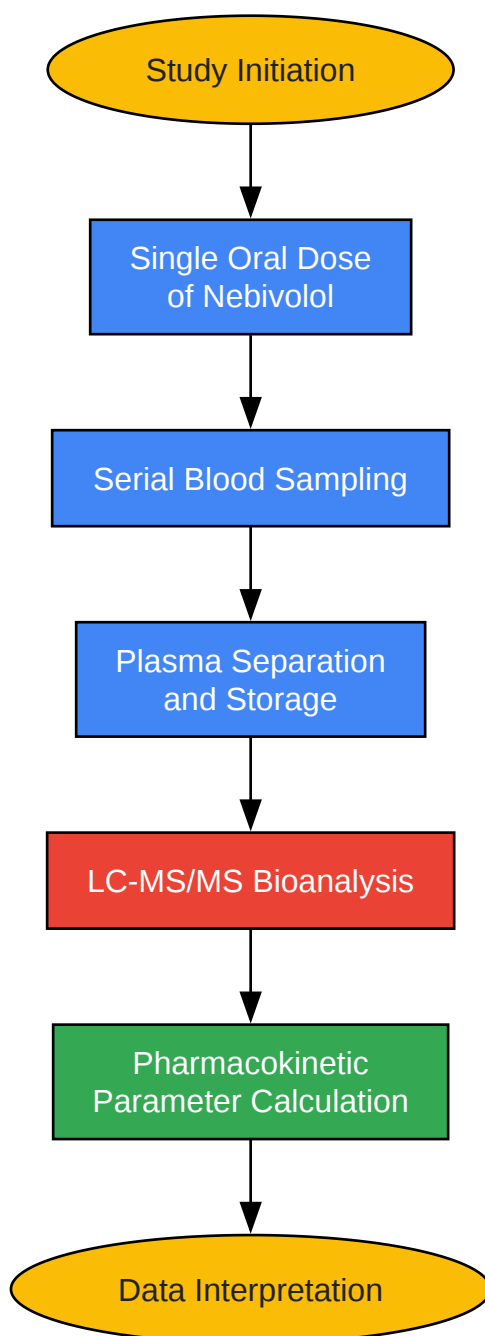 Study Initiation
Single Oral Dose
of Nebivolol
Serial Blood Sampling
Plasma Separation
and Storage
LC-MS/MS Bioanalysis
Pharmacokinetic
Parameter Calculation
Data Interpretation